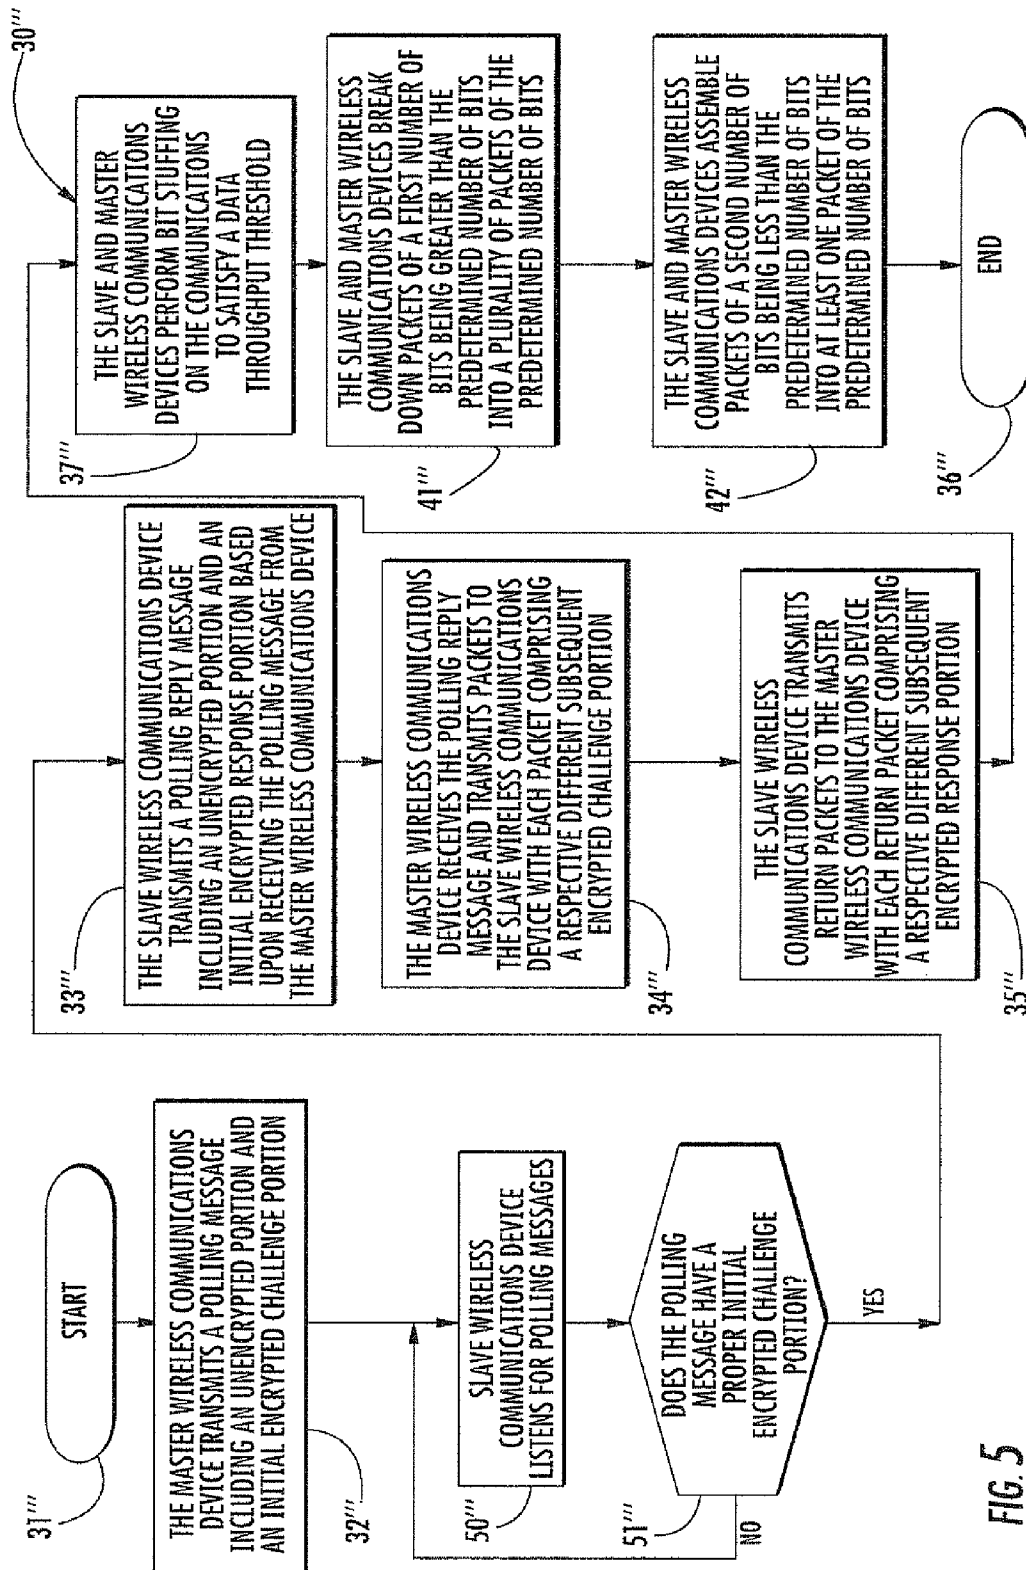 30'''
31'''
START
THE MASTER WIRELESS COMMUNICATIONS
DEVICE TRANSMITS A POLLING MESSAGE
INCLUDING AN UNENCRYPTED PORTION AND
AN INITIAL ENCRYPTED CHALLENGE PORTION
32'''
SLAVE WIRELESS
COMMUNICATIONS DEVICE
LISTENS FOR POLLING MESSAGES
50'''
DOES THE POLLING
MESSAGE HAVE A
PROPER INITIAL
ENCRYPTED CHALLENGE
PORTION?
51'''
NO
YES
THE SLAVE WIRELESS COMMUNICATIONS DEVICE
TRANSMITS A POLLING REPLY MESSAGE
INCLUDING AN UNENCRYPTED PORTION AND AN
INITIAL ENCRYPTED RESPONSE PORTION BASED
UPON RECEIVING THE POLLING MESSAGE FROM
THE MASTER WIRELESS COMMUNICATIONS DEVICE
33'''
THE MASTER WIRELESS COMMUNICATIONS
DEVICE RECEIVES THE POLLING REPLY
MESSAGE AND TRANSMITS PACKETS TO
THE SLAVE WIRELESS COMMUNICATIONS
DEVICE WITH EACH PACKET COMPRISING
A RESPECTIVE DIFFERENT SUBSEQUENT
ENCRYPTED CHALLENGE PORTION
34'''
THE SLAVE WIRELESS
COMMUNICATIONS DEVICE TRANSMITS
RETURN PACKETS TO THE MASTER
WIRELESS COMMUNICATIONS DEVICE
WITH EACH RETURN PACKET COMPRISING
A RESPECTIVE DIFFERENT SUBSEQUENT
ENCRYPTED RESPONSE PORTION
35'''
THE SLAVE AND MASTER
WIRELESS COMMUNICATIONS
DEVICES PERFORM BIT STUFFING
ON THE COMMUNICATIONS
TO SATISFY A DATA
THROUGHPUT THRESHOLD
37'''
THE SLAVE AND MASTER WIRELESS
COMMUNICATIONS DEVICES BREAK
DOWN PACKETS OF A FIRST NUMBER OF
BITS BEING GREATER THAN THE
PREDETERMINED NUMBER OF BITS
INTO A PLURALITY OF PACKETS OF THE
PREDETERMINED NUMBER OF BITS
41'''
THE SLAVE AND MASTER WIRELESS
COMMUNICATIONS DEVICES ASSEMBLE
PACKETS OF A SECOND NUMBER OF
BITS BEING LESS THAN THE
PREDETERMINED NUMBER OF BITS
INTO AT LEAST ONE PACKET OF THE
PREDETERMINED NUMBER OF BITS
42'''
END
36'''
FIG. 5